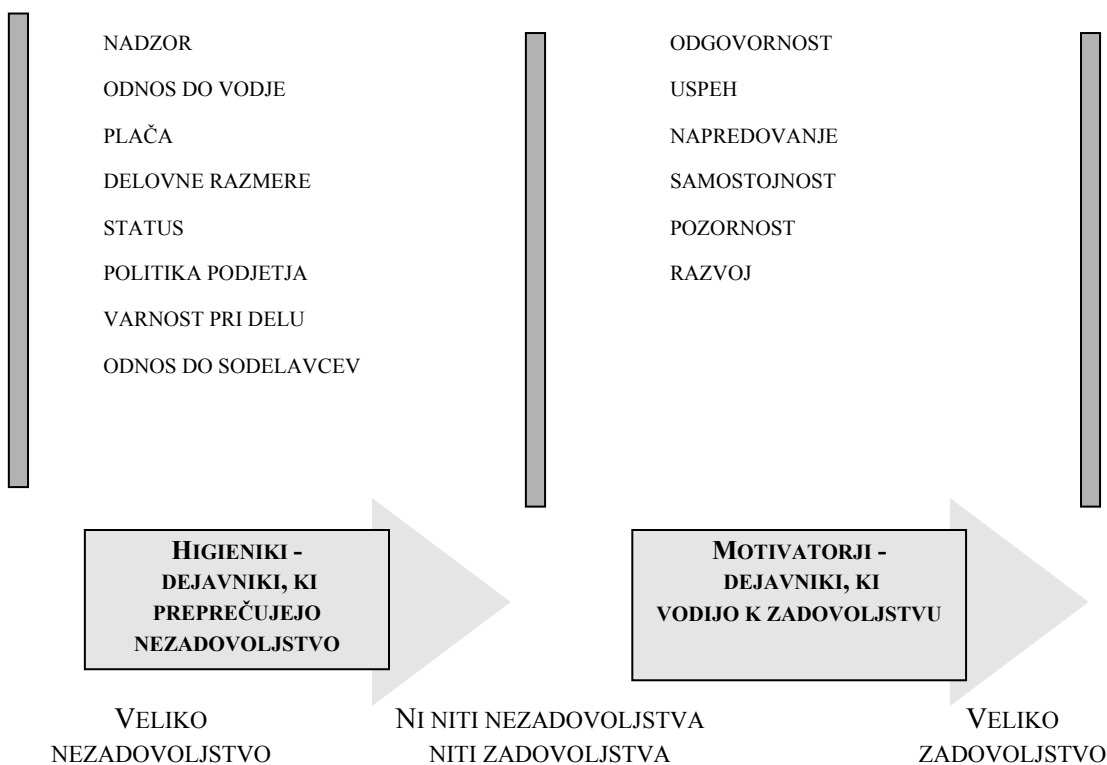 NADZOR
ODNOS DO VODJE
PLAČA
DELOVNE RAZMERE
STATUS
POLITIKA PODJETJA
VARNOST PRI DELU
ODNOS DO SODELAVCEV
ODGOVORNOST
USPEH
NAPREDOVANJE
SAMOSTOJNOST
POZORNOST
RAZVOJ
HIGIENIKI -
DEJAVNIKI, KI
PREPREČUJEJO
NEZADOVOLJSTVO
MOTIVATORJI -
DEJAVNIKI, KI
VODIJO K ZADOVOLJSTVU
VELIKO
NEZADOVOLJSTVO
NI NITI NEZADOVOLJSTVA
NITI ZADOVOLJSTVA
VELIKO
ZADOVOLJSTVO